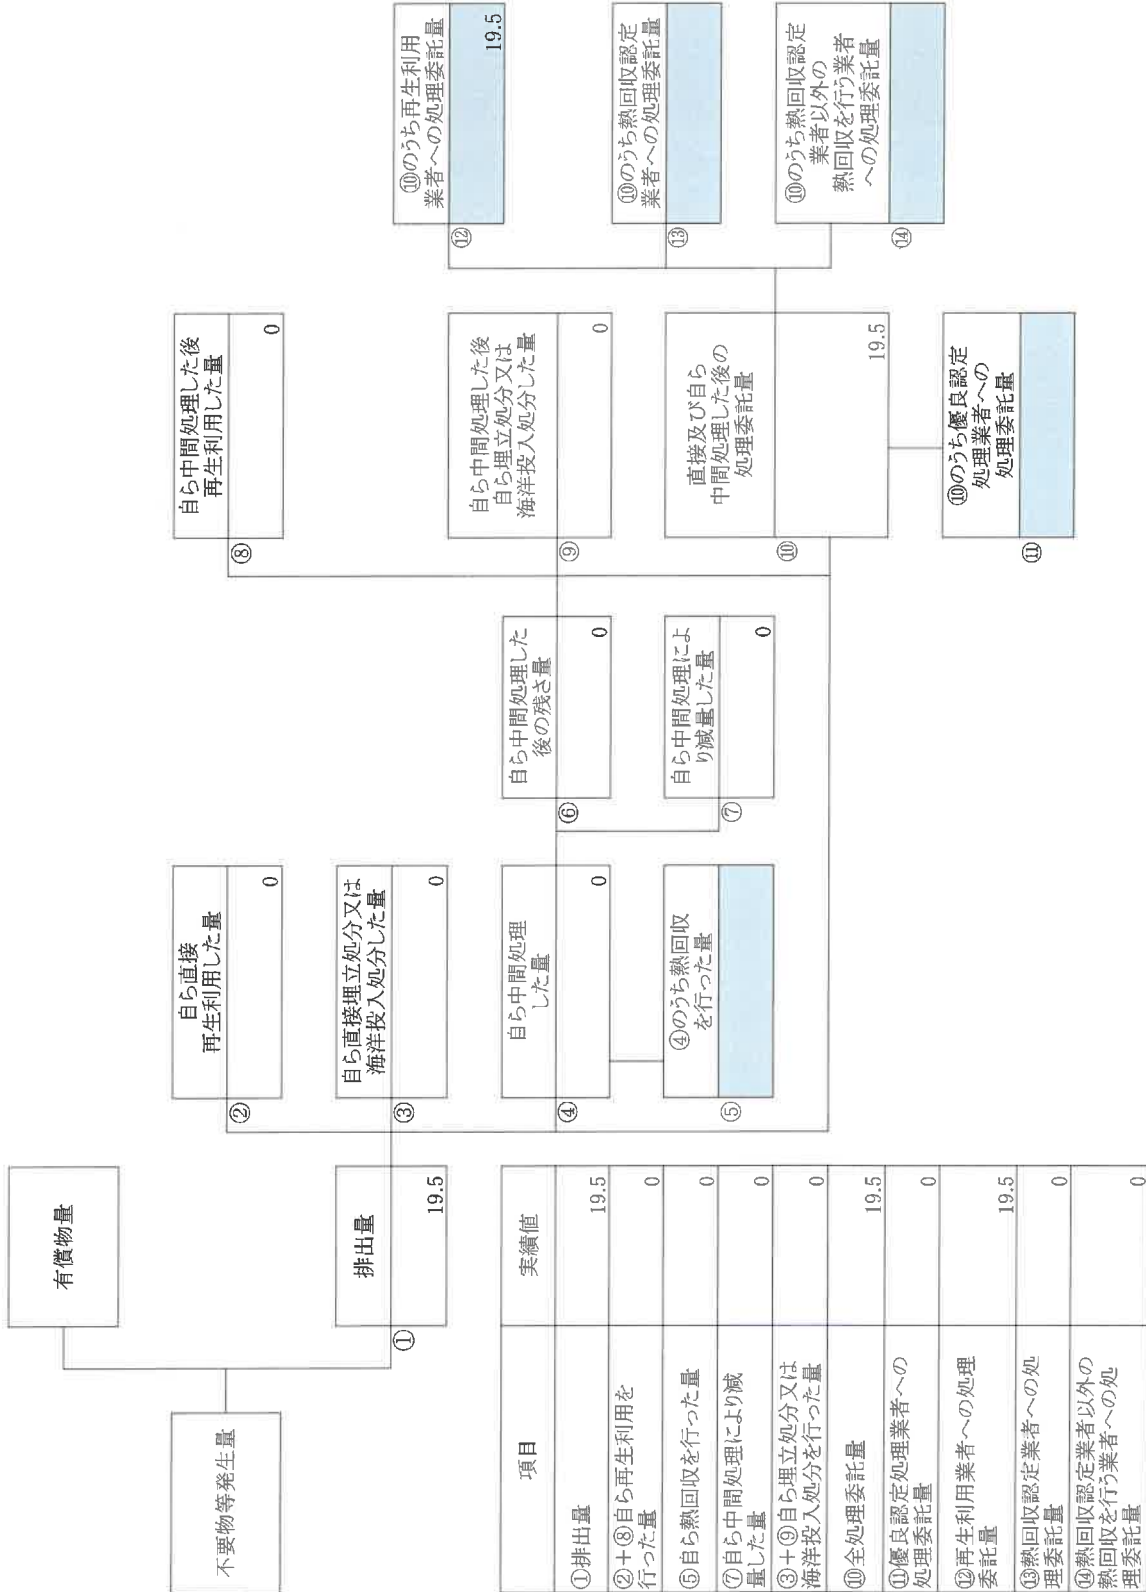 不要物等発生量
有償物量
①
排出量
19.5
②
自ら直接
再生利用した量
0
③
自ら直接埋立処分又は
海洋投入処分した量
0
④
自ら中間処理
した量
0
⑤
④のうち熱回収
を行った量
⑥
自ら中間処理した
後の残さ量
0
⑦
自ら中間処理によ
り減量した量
0
⑧
自ら中間処理した後
再生利用した量
0
⑨
自ら中間処理した後
自ら埋立処分又は
海洋投入処分した量
0
⑩
直接及び自ら
中間処理した後の
処理委託量
19.5
⑪
⑩のうち優良認定
処理業者への
処理委託量
⑫
⑩のうち再生利用
業者への処理委託量
19.5
⑬
⑩のうち熱回収認定
業者への処理委託量
⑭
⑩のうち熱回収認定
業者以外の
熱回収を行う業者
への処理委託量
項目 実績値
①排出量 19.5
②+⑧自ら再生利用を
行った量 0
⑤自ら熱回収を行った量 0
⑦自ら中間処理により減
量した量 0
③+⑨自ら埋立処分又は
海洋投入処分を行った量 0
⑩全処理委託量 19.5
⑪優良認定処理業者への
処理委託量 0
⑫再生利用業者への処理
委託量 19.5
⑬熱回収認定業者への処
理委託量 0
⑭熱回収認定業者以外の
熱回収を行う業者への処
理委託量 0